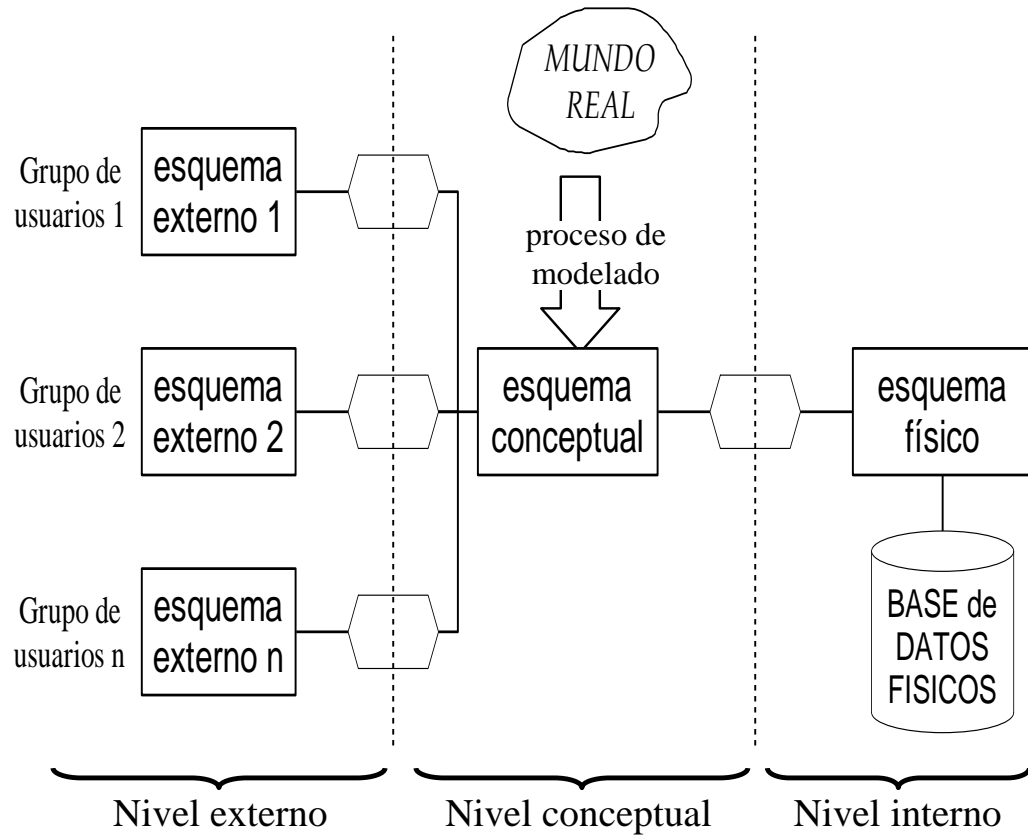 MUNDO
REAL
Grupo de
usuarios 1
esquema
externo 1
proceso de
modelado
Grupo de
usuarios 2
esquema
externo 2
esquema
conceptual
esquema
físico
Grupo de
usuarios n
esquema
externo n
BASE de
DATOS
FISICOS
Nivel externo
Nivel conceptual
Nivel interno